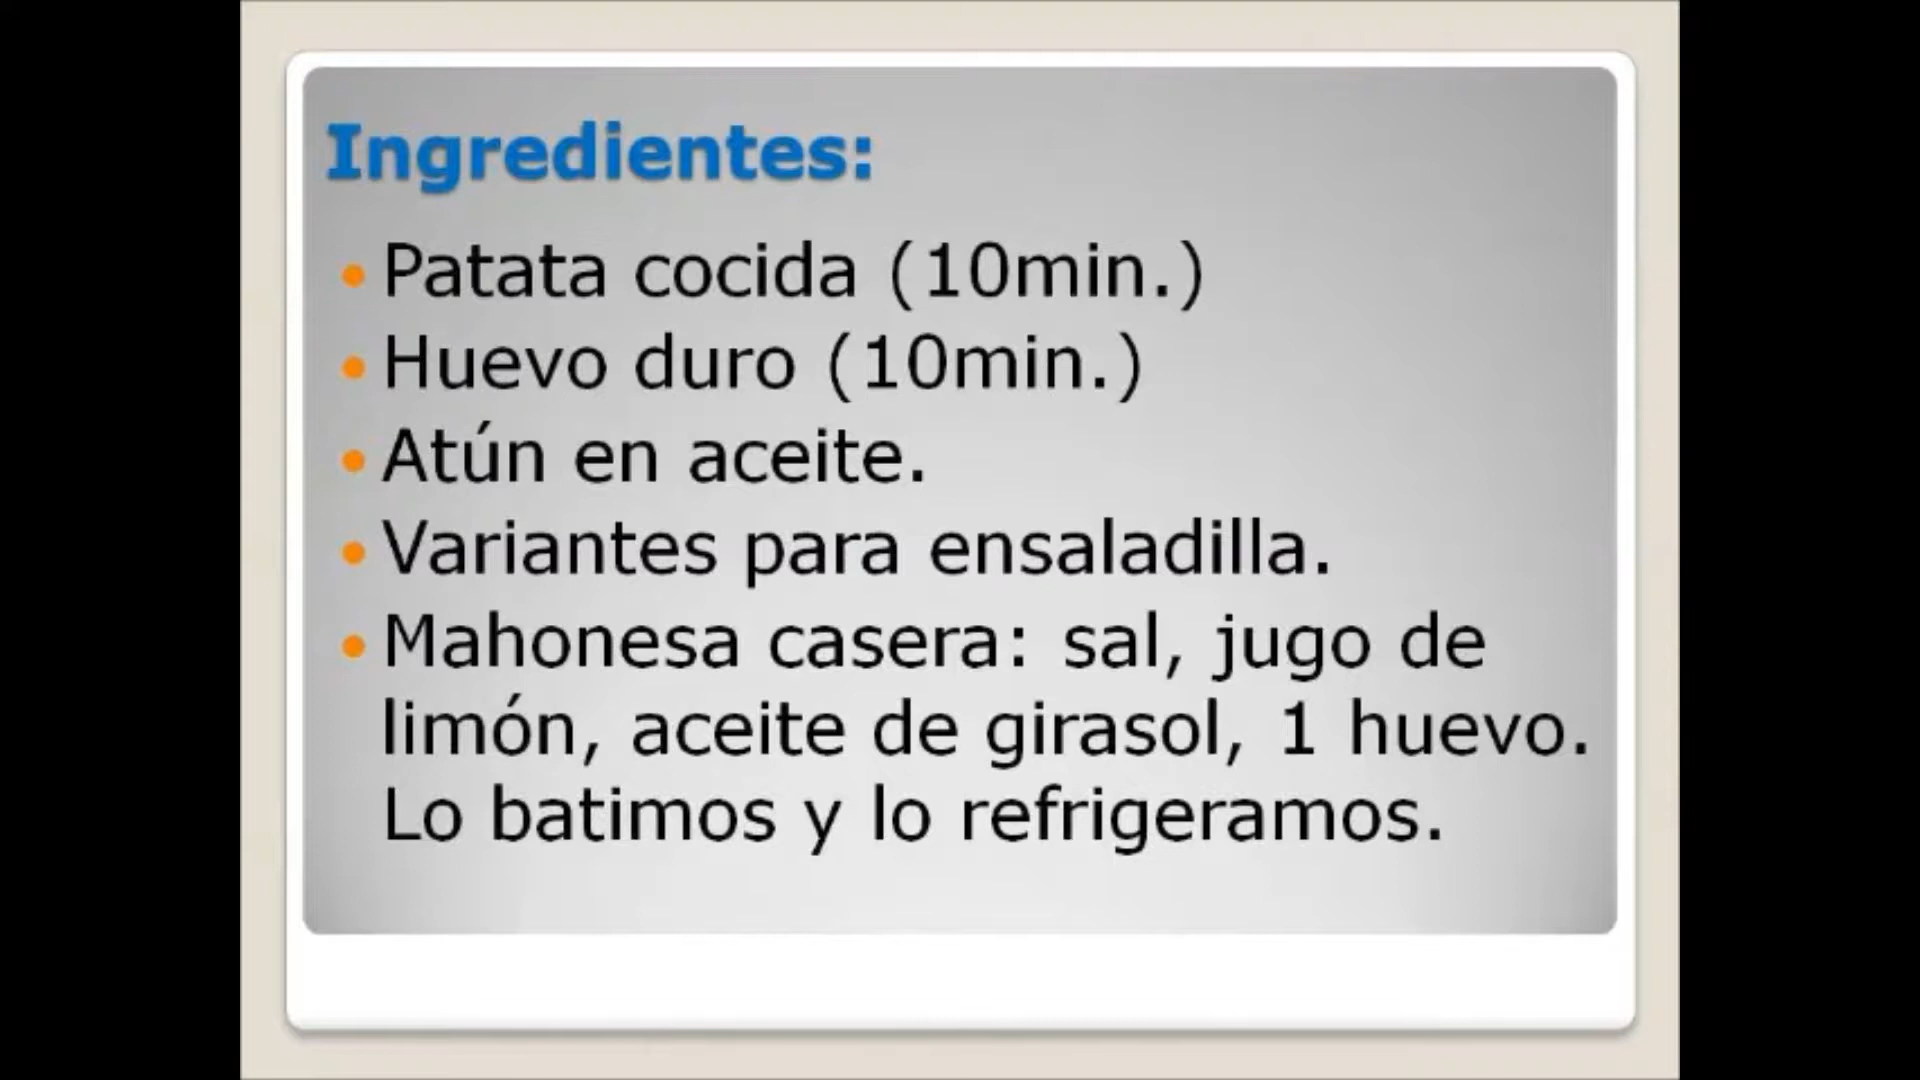 Ingredientes:
• Patata cocida (10min.)
• Huevo duro (10min.)
• Atún en aceite.
• Variantes para ensaladilla.
• Mahonesa casera: sal, jugo de
limón, aceite de girasol, 1 huevo.
Lo batimos y lo refrigeramos.